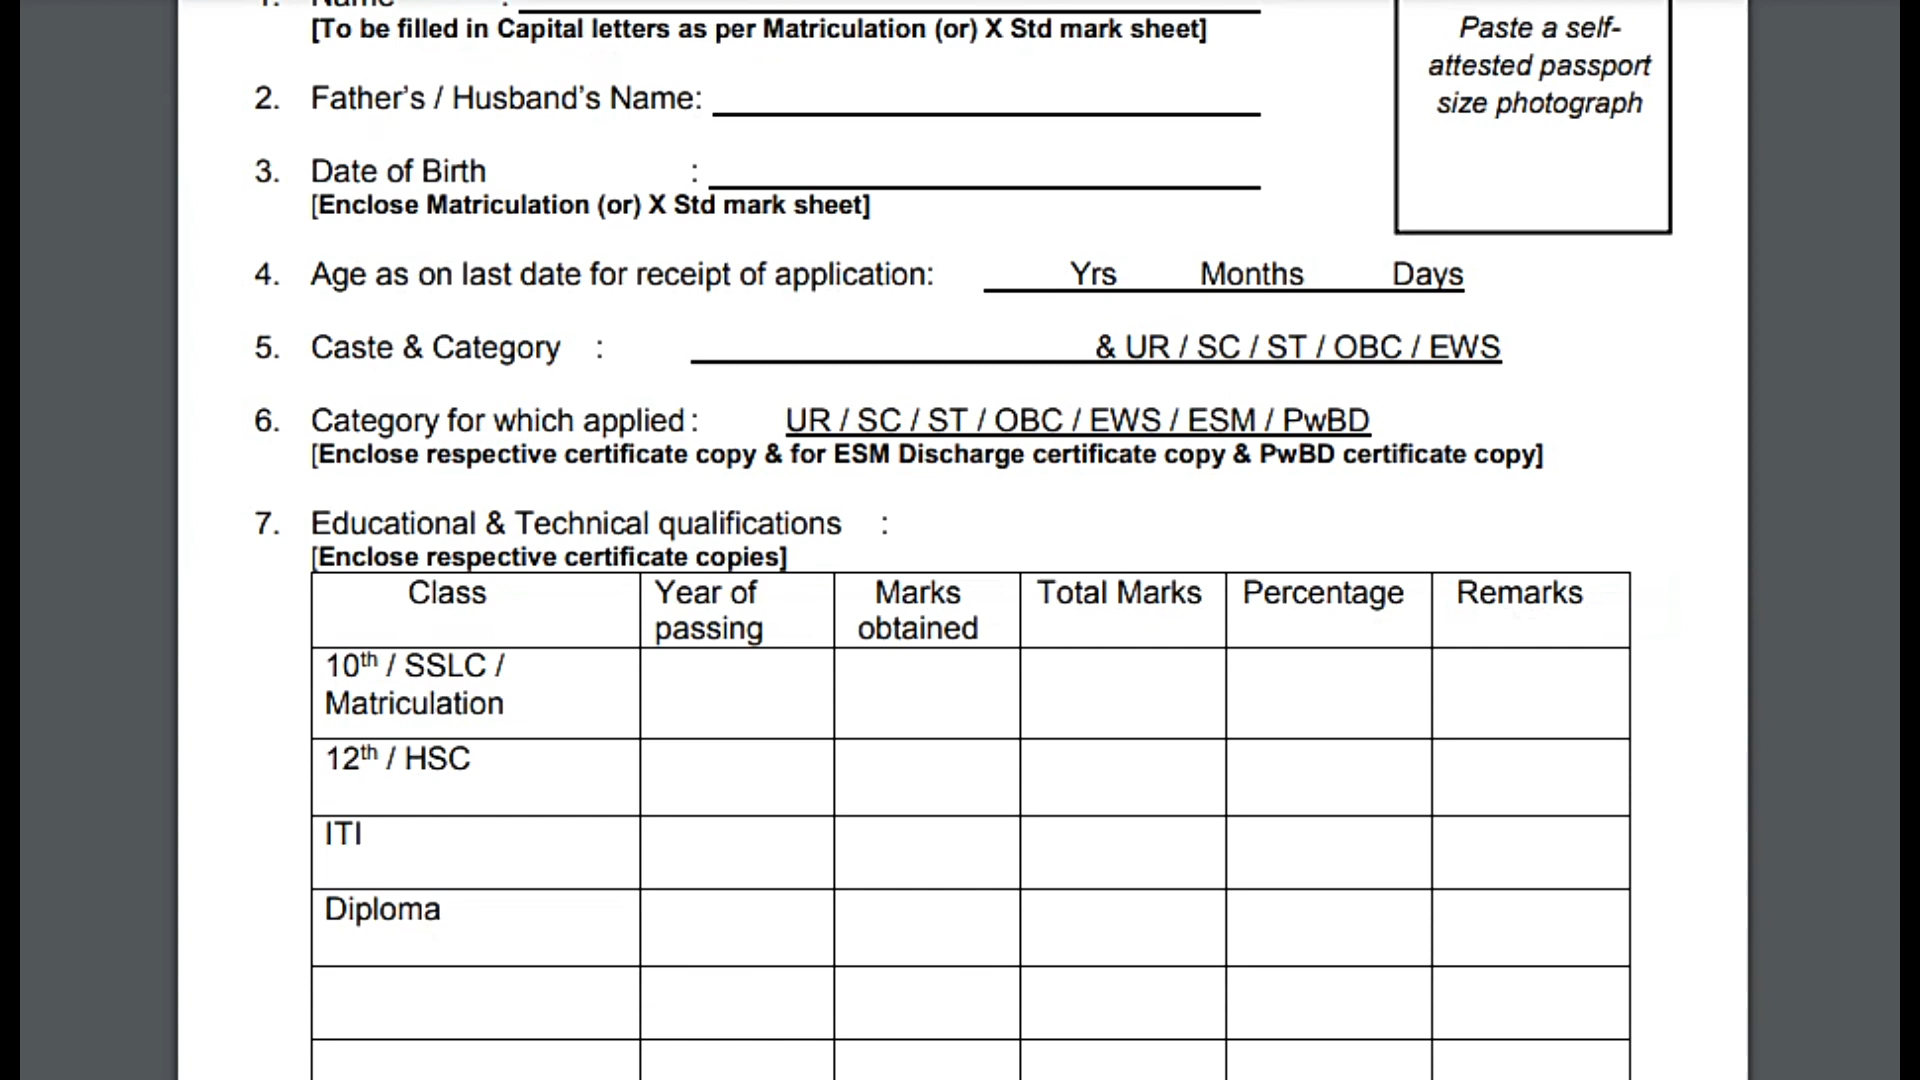 1. Name :
[To be filled in Capital letters as per Matriculation (or) X Std mark sheet]
Paste a self-
attested passport
size photograph
2. Father’s / Husband’s Name:
3. Date of Birth :
[Enclose Matriculation (or) X Std mark sheet]
4. Age as on last date for receipt of application: Yrs Months Days
5. Caste & Category : & UR / SC / ST / OBC / EWS
6. Category for which applied : UR / SC / ST / OBC / EWS / ESM / PwBD
[Enclose respective certificate copy & for ESM Discharge certificate copy & PwBD certificate copy]
7. Educational & Technical qualifications :
[Enclose respective certificate copies]
Class Year of passing Marks obtained Total Marks Percentage Remarks
10th / SSLC /
Matriculation
12th / HSC
ITI
Diploma